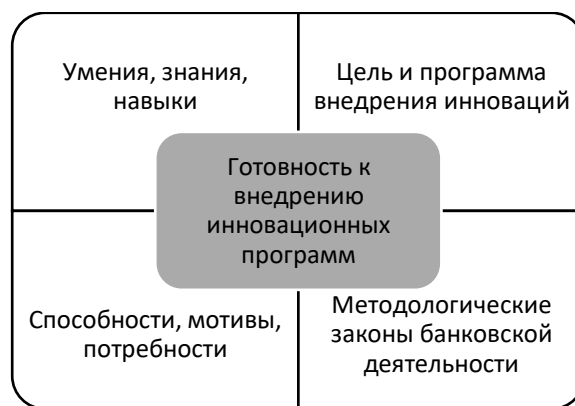 Умения, знания,
навыки
Цель и программа
внедрения инноваций
Готовность к
внедрению
инновационных
программ
Способности, мотивы,
потребности
Методологические
законы банковской
деятельности